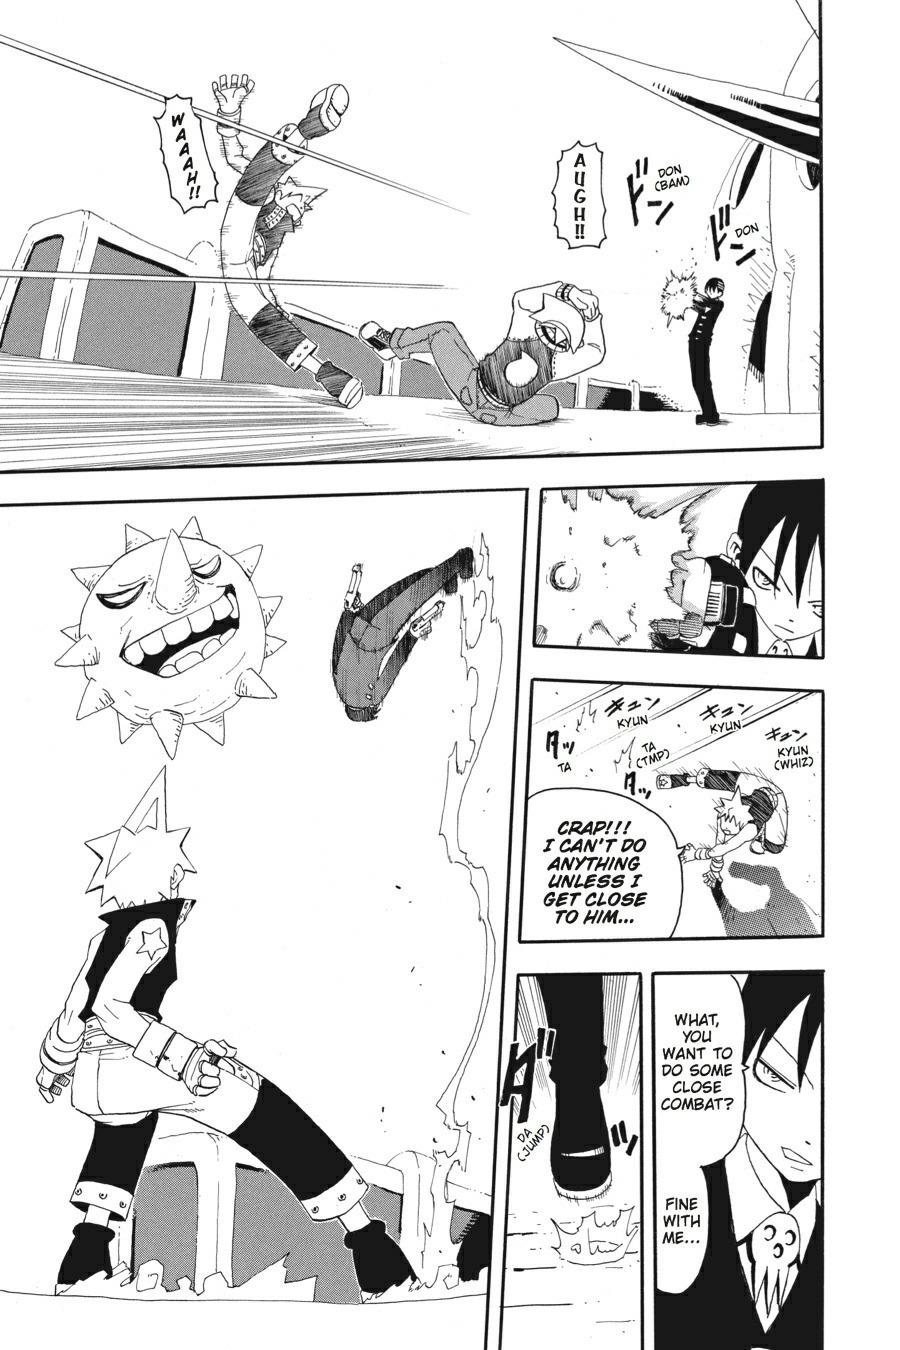 ドン
DON
(BAM)
ドン
DON
AUGH!!
WAAAH!!
キュン
KYUN
(WHIZ)
キュン
KYUN
キュン
KYUN
タッ
TA
(TMP)
タッ
TA
CRAP!!!
I CAN'T DO
ANYTHING
UNLESS I
GET CLOSE
TO HIM...
WHAT,
YOU
WANT TO
DO SOME
CLOSE
COMBAT?
FINE
WITH
ME...
ダッ
DA
(JUMP)